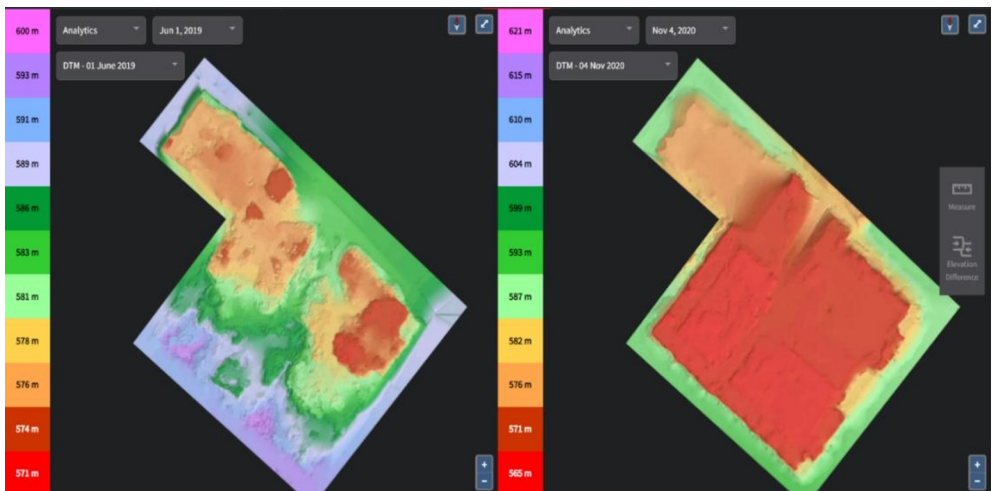 600 m
593 m
591 m
589 m
586 m
583 m
581 m
578 m
576 m
574 m
571 m
Analytics
Jun 1, 2019
DTM - 01 June 2019
+
−
621 m
615 m
610 m
604 m
599 m
593 m
587 m
582 m
576 m
571 m
565 m
Analytics
Nov 4, 2020
DTM - 04 Nov 2020
Measure
Elevation
Difference
+
−